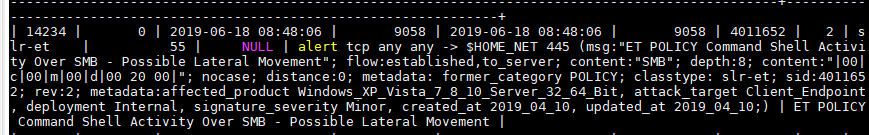 --------------------------------------------------------------------------------------------------------+----------
-----------------------------------------------------------------+
| 14234 |        0 | 2019-06-18 08:48:06 |       9058 | 2019-06-18 08:48:06 |       9058 | 4011652 |    2 | s
lr-et    |         55 |     NULL | alert tcp any any -> $HOME_NET 445 (msg:"ET POLICY Command Shell Activi
ty Over SMB - Possible Lateral Movement"; flow:established,to_server; content:"SMB"; depth:8; content:"|00|
c|00|m|00|d|00 20 00|"; nocase; distance:0; metadata: former_category POLICY; classtype: slr-et; sid:401165
2; rev:2; metadata:affected_product Windows_XP_Vista_7_8_10_Server_32_64_Bit, attack_target Client_Endpoint
, deployment Internal, signature_severity Minor, created_at 2019_04_10, updated_at 2019_04_10;) | ET POLICY
 Command Shell Activity Over SMB - Possible Lateral Movement |